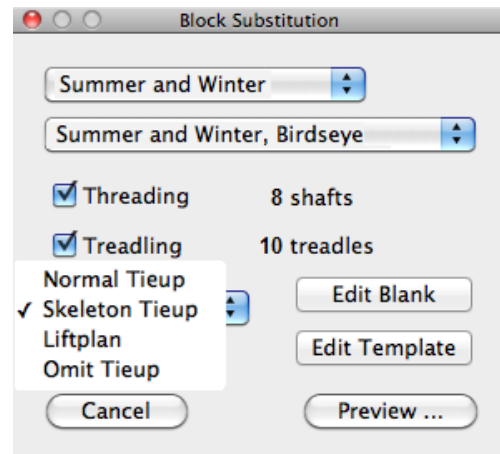 Block Substitution
Summer and Winter
Summer and Winter, Birdseye
Threading 8 shafts
Treadling 10 treadles
Normal Tieup
✓ Skeleton Tieup
Liftplan
Omit Tieup
Edit Blank
Edit Template
Cancel
Preview ...